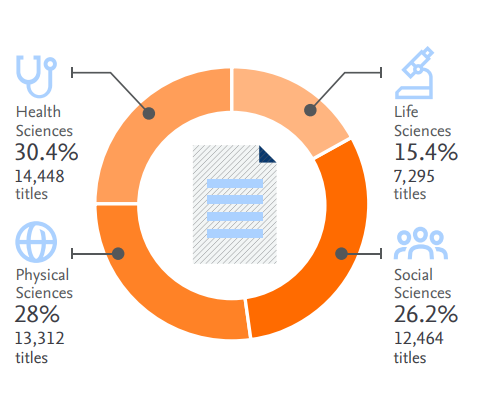 Health
Sciences
30.4%
14,448
titles
Life
Sciences
15.4%
7,295
titles
Physical
Sciences
28%
13,312
titles
Social
Sciences
26.2%
12,464
titles